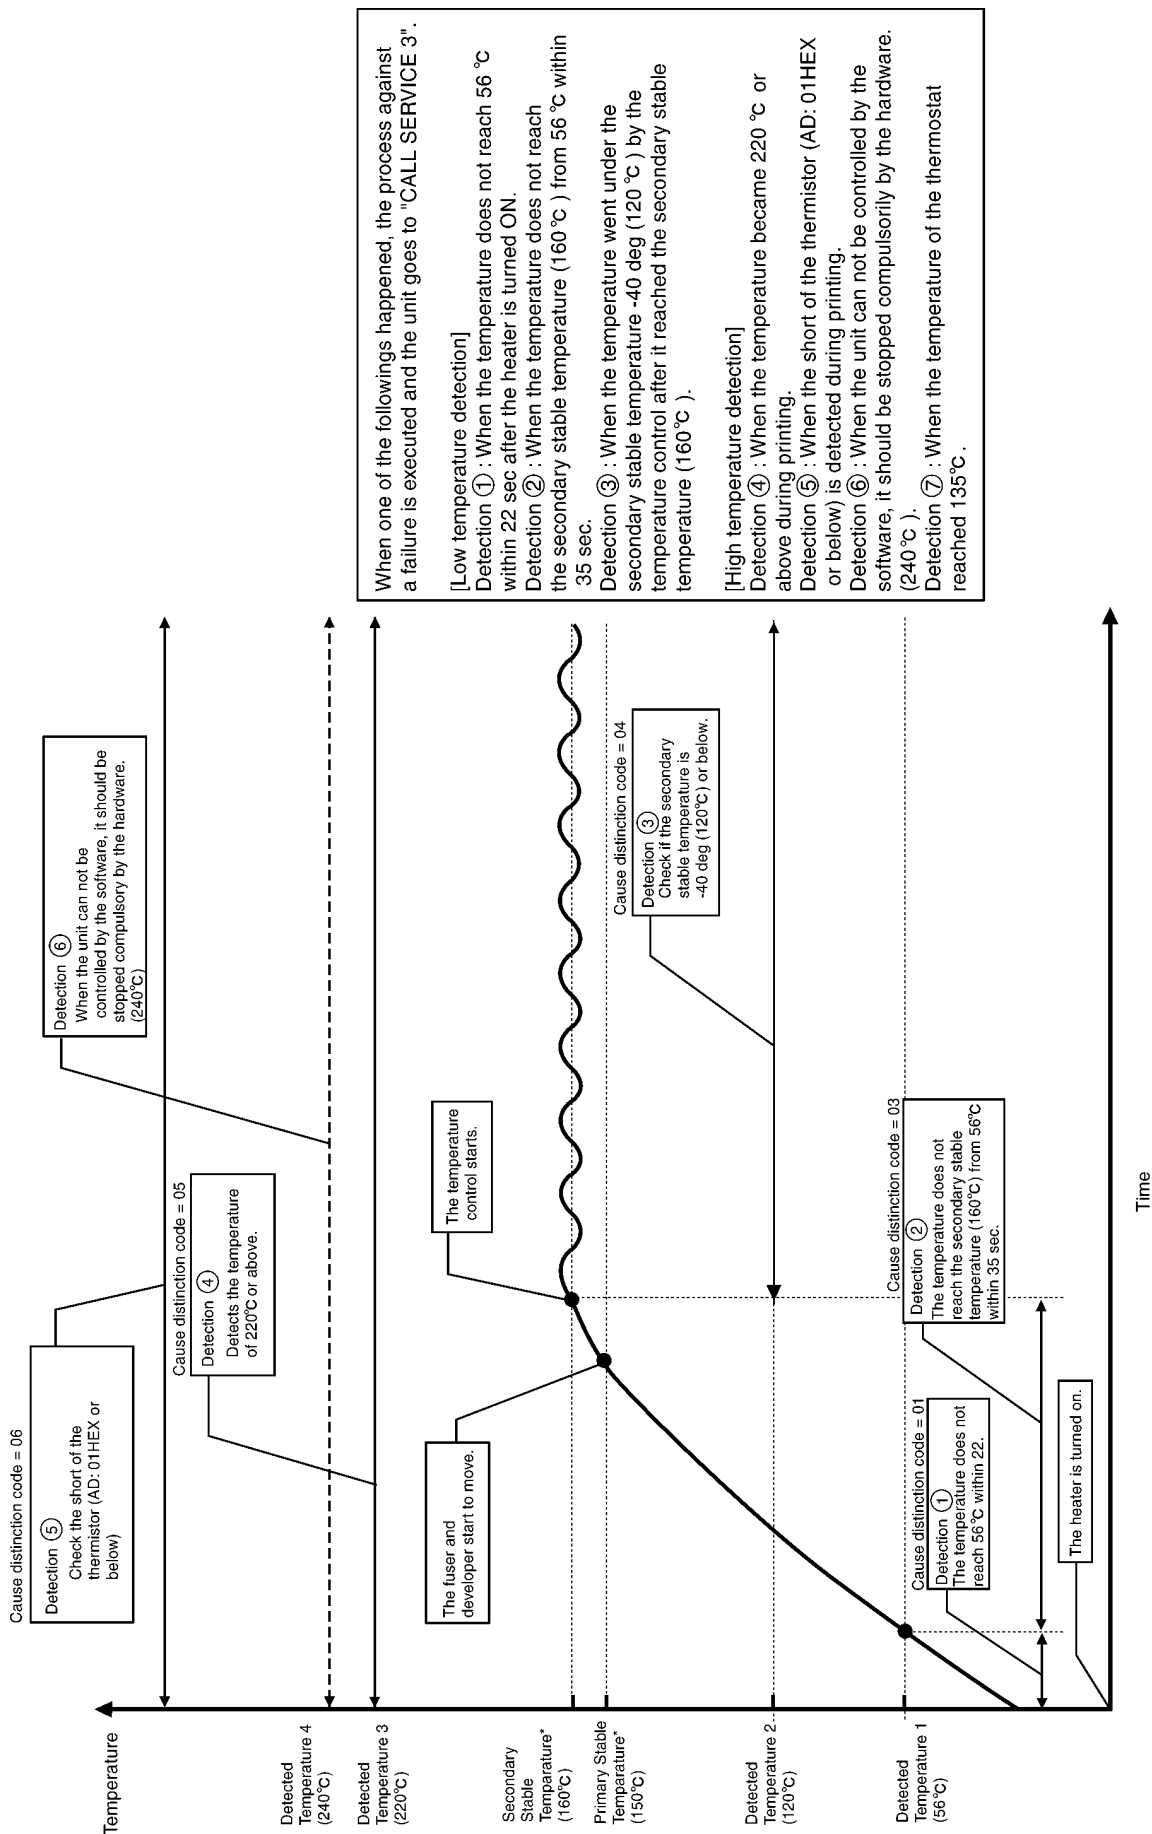 Temperature
Detected
Temperature 4
(240°C)
Detected
Temperature 3
(220°C)
Secondary
Stable
Temparature*
(160°C)
Primary Stable
Temparature*
(150°C)
Detected
Temperature 2
(120°C)
Detected
Temperature 1
(56°C)
Cause distinction code = 06
Detection ⑤
Check the short of the
thermistor (AD: 01HEX or
below)
Cause distinction code = 05
Detection ④
Detects the temperature
of 220°C or above.
Detection ⑥
When the unit can not be
controlled by the software, it should be
stopped compulsory by the hardware.
(240°C)
The fuser and
developer start to move.
The temperature
control starts.
Cause distinction code = 04
Detection ③
Check if the secondary
stable temperature is
-40 deg (120°C) or below.
Cause distinction code = 01
Detection ①
The temperature does not
reach 56°C within 22.
Cause distinction code = 03
Detection ②
The temperature does not
reach the secondary stable
temperature (160°C) from 56°C
within 35 sec.
The heater is turned on.
Time
When one of the followings happened, the process against
a failure is executed and the unit goes to "CALL SERVICE 3".
[Low temperature detection]
Detection ① : When the temperature does not reach 56 °C
within 22 sec after the heater is turned ON.
Detection ② : When the temperature does not reach
the secondary stable temperature (160°C ) from 56 °C within
35 sec.
Detection ③ : When the temperature went under the
secondary stable temperature -40 deg (120 °C ) by the
temperature control after it reached the secondary stable
temperature (160°C ).
[High temperature detection]
Detection ④ : When the temperature became 220 °C or
above during printing.
Detection ⑤ : When the short of the thermistor (AD: 01HEX
or below) is detected during printing.
Detection ⑥ : When the unit can not be controlled by the
software, it should be stopped compulsorily by the hardware.
(240°C ).
Detection ⑦ : When the temperature of the thermostat
reached 135°C.